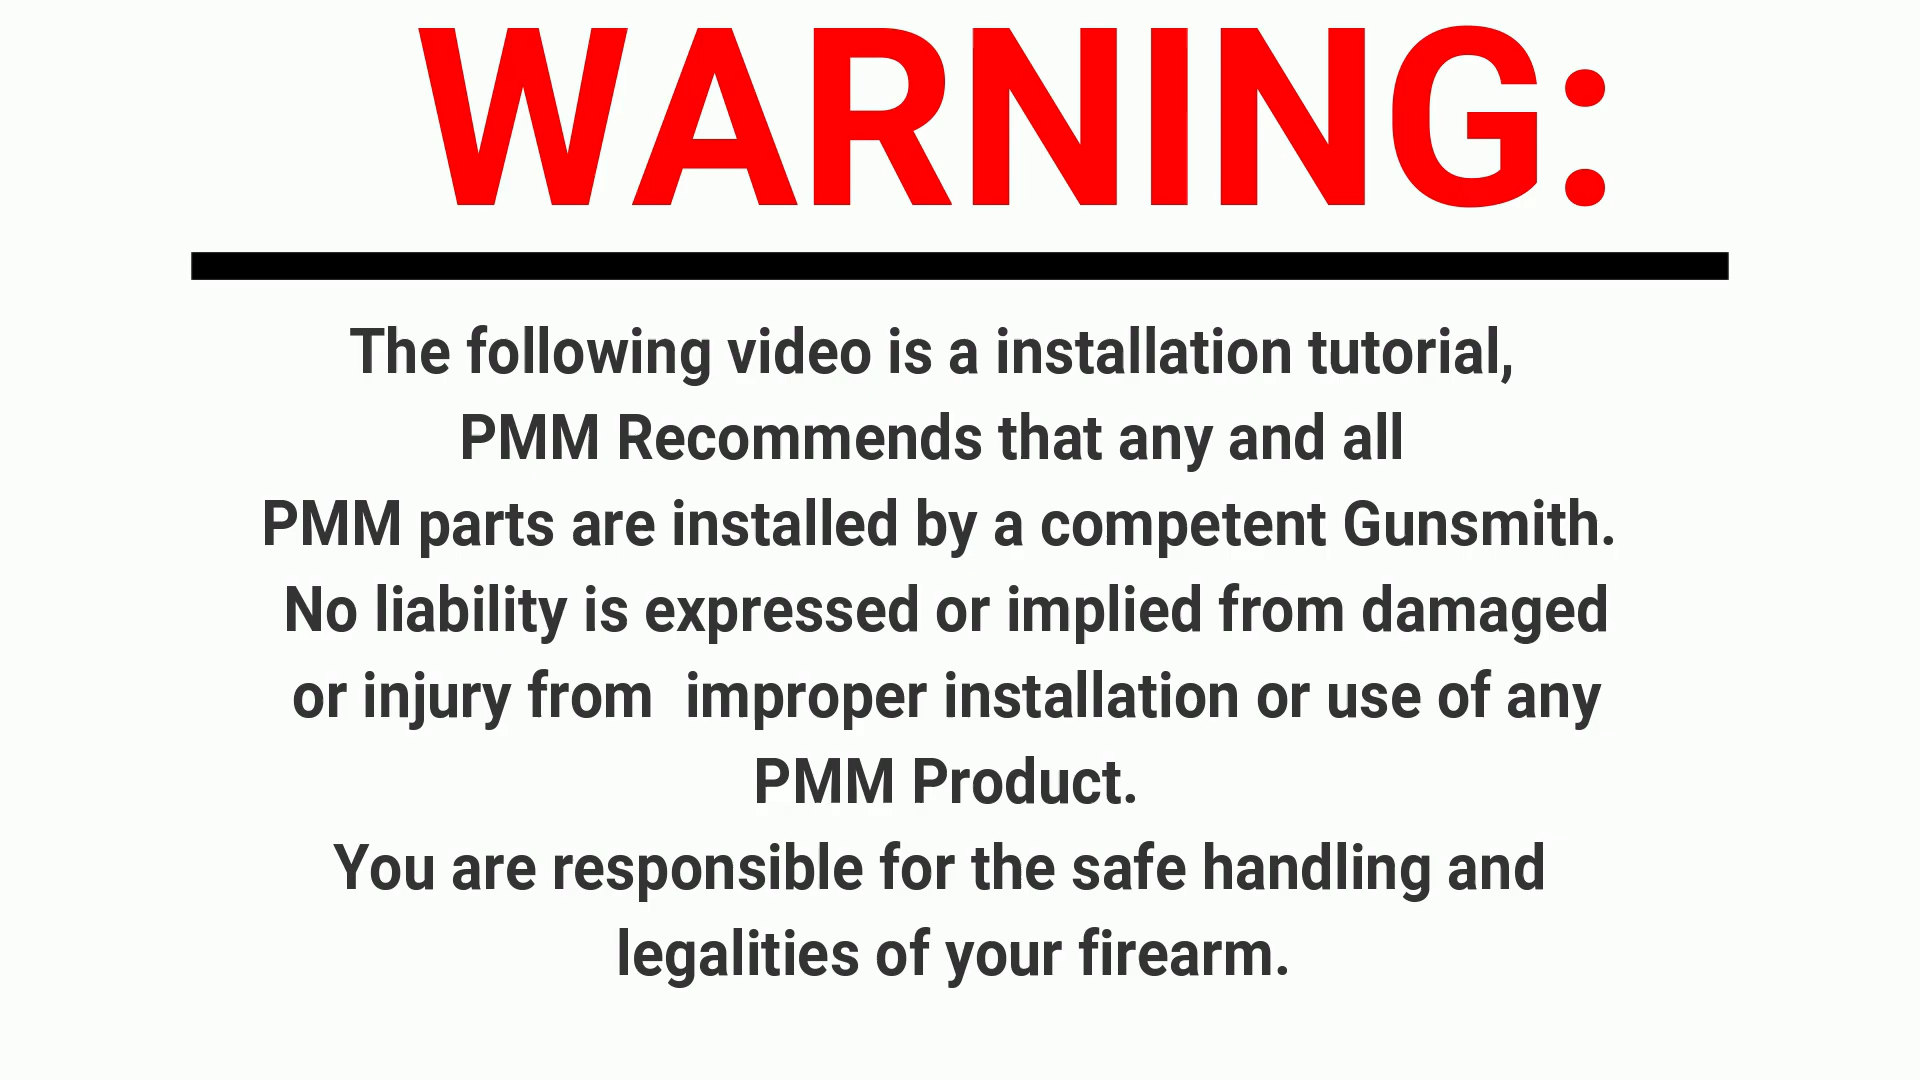 WARNING:
The following video is a installation tutorial,
PMM Recommends that any and all
PMM parts are installed by a competent Gunsmith.
No liability is expressed or implied from damaged
or injury from  improper installation or use of any
PMM Product.
You are responsible for the safe handling and
legalities of your firearm.